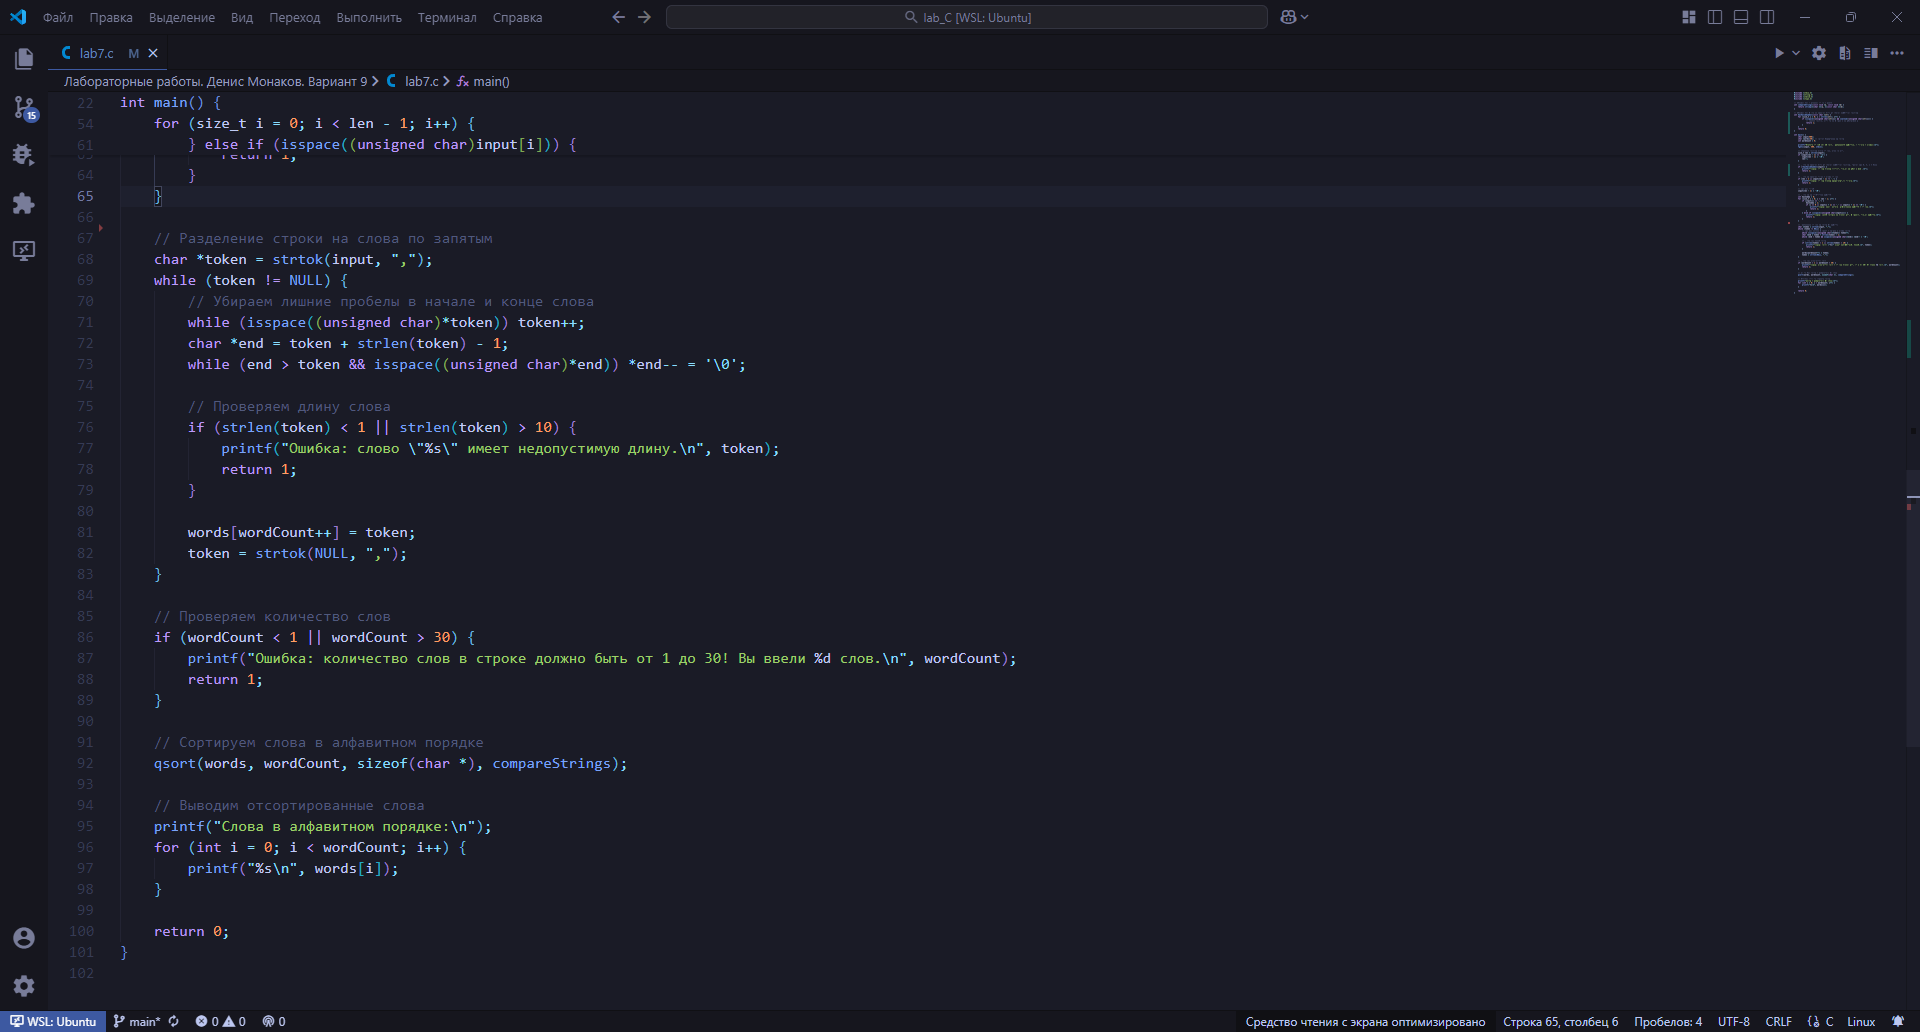 Файл Правка Выделение Вид Переход Выполнить Терминал Справка lab_C [WSL: Ubuntu]
lab7.c M
Лабораторные работы. Денис Монаков. Вариант 9 > lab7.c > main()
22 int main() {
54 for (size_t i = 0; i < len - 1; i++) {
61 } else if (isspace((unsigned char)input[i])) {
63 return 1;
64 }
65 }
66
67 // Разделение строки на слова по запятым
68 char *token = strtok(input, ",");
69 while (token != NULL) {
70 // Убираем лишние пробелы в начале и конце слова
71 while (isspace((unsigned char)*token)) token++;
72 char *end = token + strlen(token) - 1;
73 while (end > token && isspace((unsigned char)*end)) *end-- = '\0';
74
75 // Проверяем длину слова
76 if (strlen(token) < 1 || strlen(token) > 10) {
77 printf("Ошибка: слово \"%s\" имеет недопустимую длину.\n", token);
78 return 1;
79 }
80
81 words[wordCount++] = token;
82 token = strtok(NULL, ",");
83 }
84
85 // Проверяем количество слов
86 if (wordCount < 1 || wordCount > 30) {
87 printf("Ошибка: количество слов в строке должно быть от 1 до 30! Вы ввели %d слов.\n", wordCount);
88 return 1;
89 }
90
91 // Сортируем слова в алфавитном порядке
92 qsort(words, wordCount, sizeof(char *), compareStrings);
93
94 // Выводим отсортированные слова
95 printf("Слова в алфавитном порядке:\n");
96 for (int i = 0; i < wordCount; i++) {
97 printf("%s\n", words[i]);
98 }
99
100 return 0;
101 }
102
15
WSL: Ubuntu main* 0 0 0 Средство чтения с экрана оптимизировано Строка 65, столбец 6 Пробелов: 4 UTF-8 CRLF {} C Linux